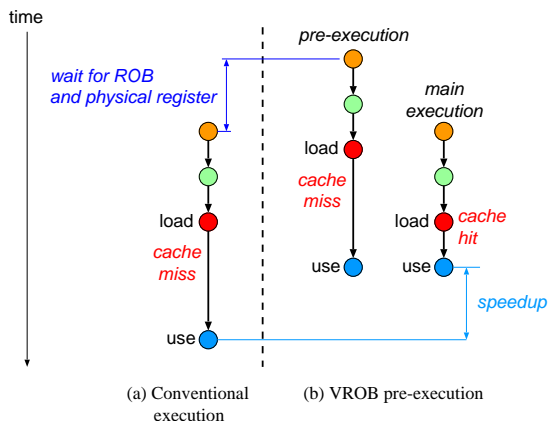 time
pre-execution
wait for ROB
and physical register
main
execution
load
cache
miss
load
cache
miss
load
cache
hit
use
use
speedup
use
(a) Conventional
execution
(b) VROB pre-execution